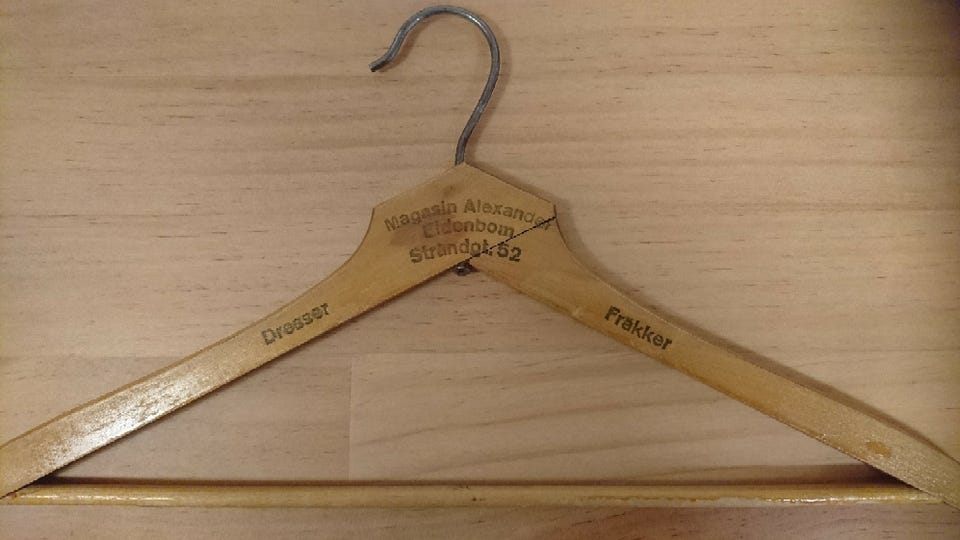 Magasin Alexander
Eidenbom
Strandgt. 52
Dresser
Frakker